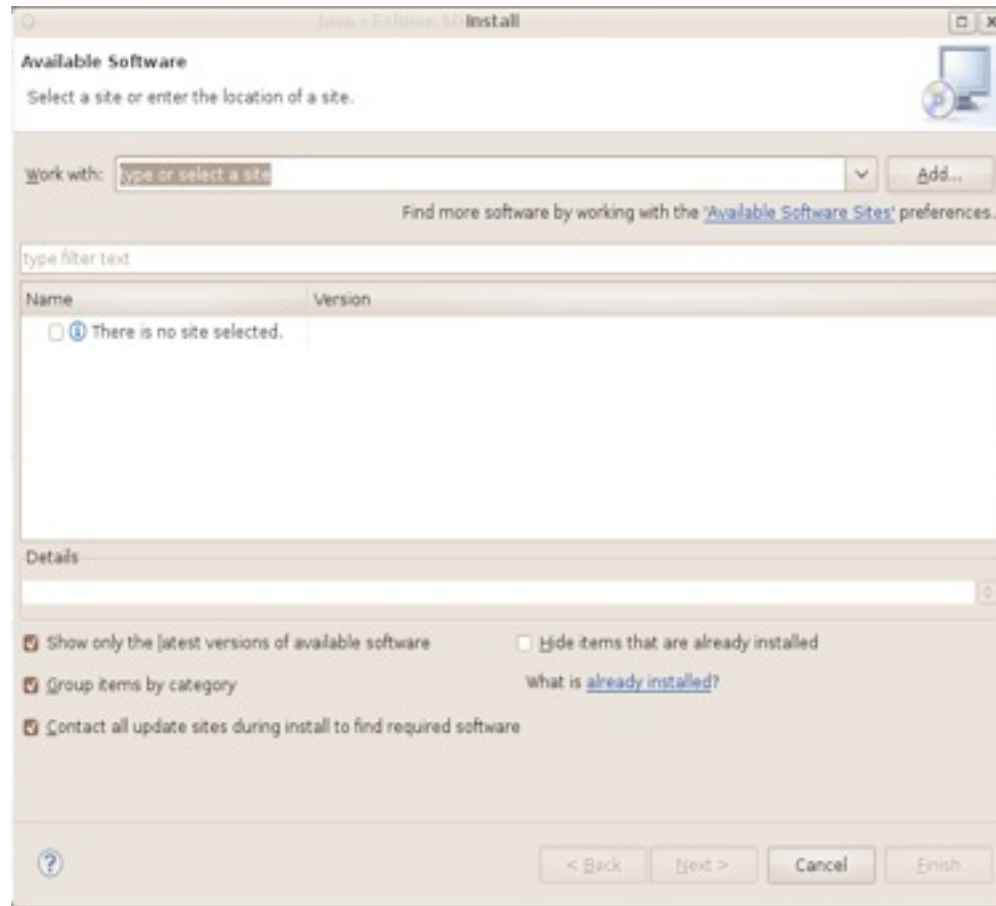 Java - Eclipse SD Install
Available Software
Select a site or enter the location of a site.
Work with: type or select a site
Add...
Find more software by working with the 'Available Software Sites' preferences.
type filter text
Name Version
There is no site selected.
Details
Show only the latest versions of available software
Hide items that are already installed
Group items by category
What is already installed?
Contact all update sites during install to find required software
< Back Next > Cancel Finish